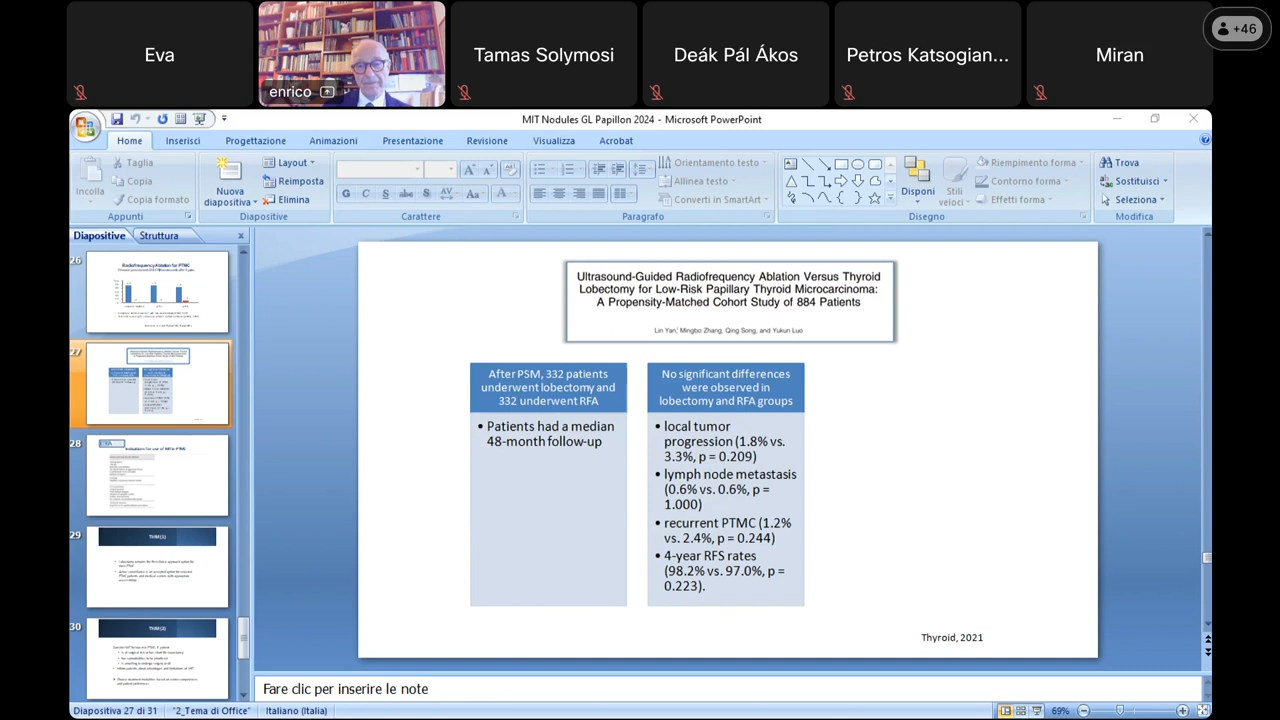 Eva
enrico
Tamas Solymosi
Deák Pál Ákos
Petros Katsogian...
Miran
+46
MIT Nodules GL Papillon 2024 - Microsoft PowerPoint
Home
Inserisci
Progettazione
Animazioni
Presentazione
Revisione
Visualizza
Acrobat
Incolla
Taglia
Copia
Copia formato
Appunti
Nuova
diapositiva
Layout
Reimposta
Elimina
Diapositive
G C S abc S AV Aa A
Carattere
Orientamento testo
Allinea testo
Converti in SmartArt
Paragrafo
Disponi
Stili
veloci
Riempimento forma
Contorno forma
Effetti forma
Disegno
Trova
Sostituisci
Seleziona
Modifica
Diapositive
Struttura
26
Radiofrequency Ablation for PTMC
27
28
Indications for use of MIT in PTMC
29
THM (1)
30
THM (2)
Ultrasound-Guided Radiofrequency Ablation Versus Thyroid
Lobectomy for Low-Risk Papillary Thyroid Microcarcinoma:
A Propensity-Matched Cohort Study of 884 Patients
Lin Yan, Mingbo Zhang, Qing Song, and Yukun Luo
After PSM, 332 patients
underwent lobectomy and
332 underwent RFA
• Patients had a median
48-month follow-up
No significant differences
were observed in
lobectomy and RFA groups
• local tumor
progression (1.8% vs.
3.3%, p = 0.209)
• lymph node metastasis
(0.6% vs. 0.6%, p =
1.000)
• recurrent PTMC (1.2%
vs. 2.4%, p = 0.244)
• 4-year RFS rates
(98.2% vs. 97.0%, p =
0.223).
Thyroid, 2021
Fare clic per inserire le note
Diapositiva 27 di 31
"2_Tema di Office"
Italiano (Italia)
69%